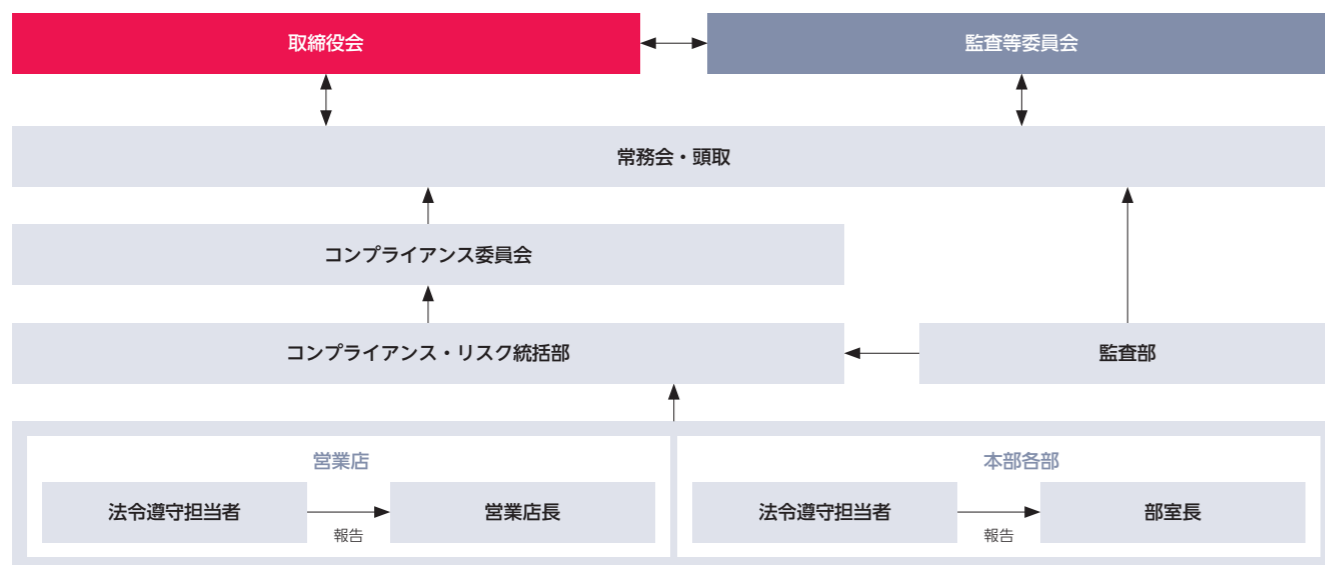 取締役会
監査等委員会
常務会・頭取
コンプライアンス委員会
コンプライアンス・リスク統括部
監査部
営業店
法令遵守担当者
報告
営業店長
本部各部
法令遵守担当者
報告
部室長